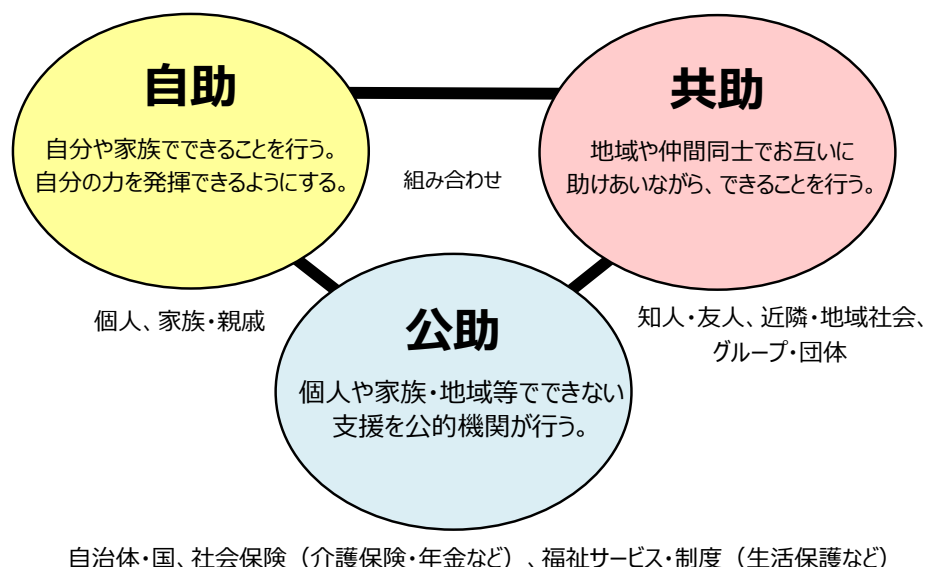 自助
自分や家族でできることを行う。
自分の力を発揮できるようにする。
共助
地域や仲間同士でお互いに
助けあいながら、できることを行う。
組み合わせ
個人、家族・親戚
知人・友人、近隣・地域社会、
グループ・団体
公助
個人や家族・地域等でできない
支援を公的機関が行う。
自治体・国、社会保険（介護保険・年金など）、福祉サービス・制度（生活保護など）